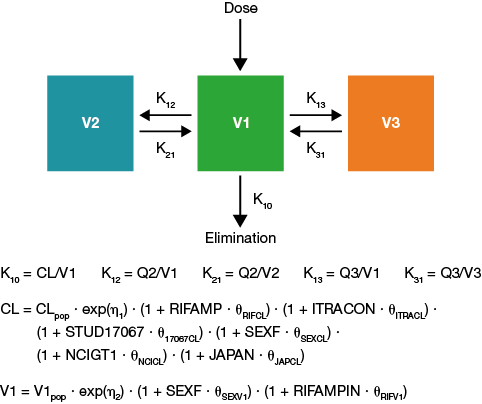 Dose
K12 K13
V2 V1 V3
K21 K31
K10
Elimination
K10 = CL/V1 K12 = Q2/V1 K21 = Q2/V2 K13 = Q3/V1 K31 = Q3/V3
CL = CLpop · exp(η1) · (1 + RIFAMP · θRIFCL) · (1 + ITRACON · θITRACL) ·
(1 + STUD17067 · θ17067CL) · (1 + SEXF · θSEXCL) ·
(1 + NCIGT1 · θNCICL) · (1 + JAPAN · θJAPCL)
V1 = V1pop · exp(η2) · (1 + SEXF · θSEXV1) · (1 + RIFAMPIN · θRIFV1)